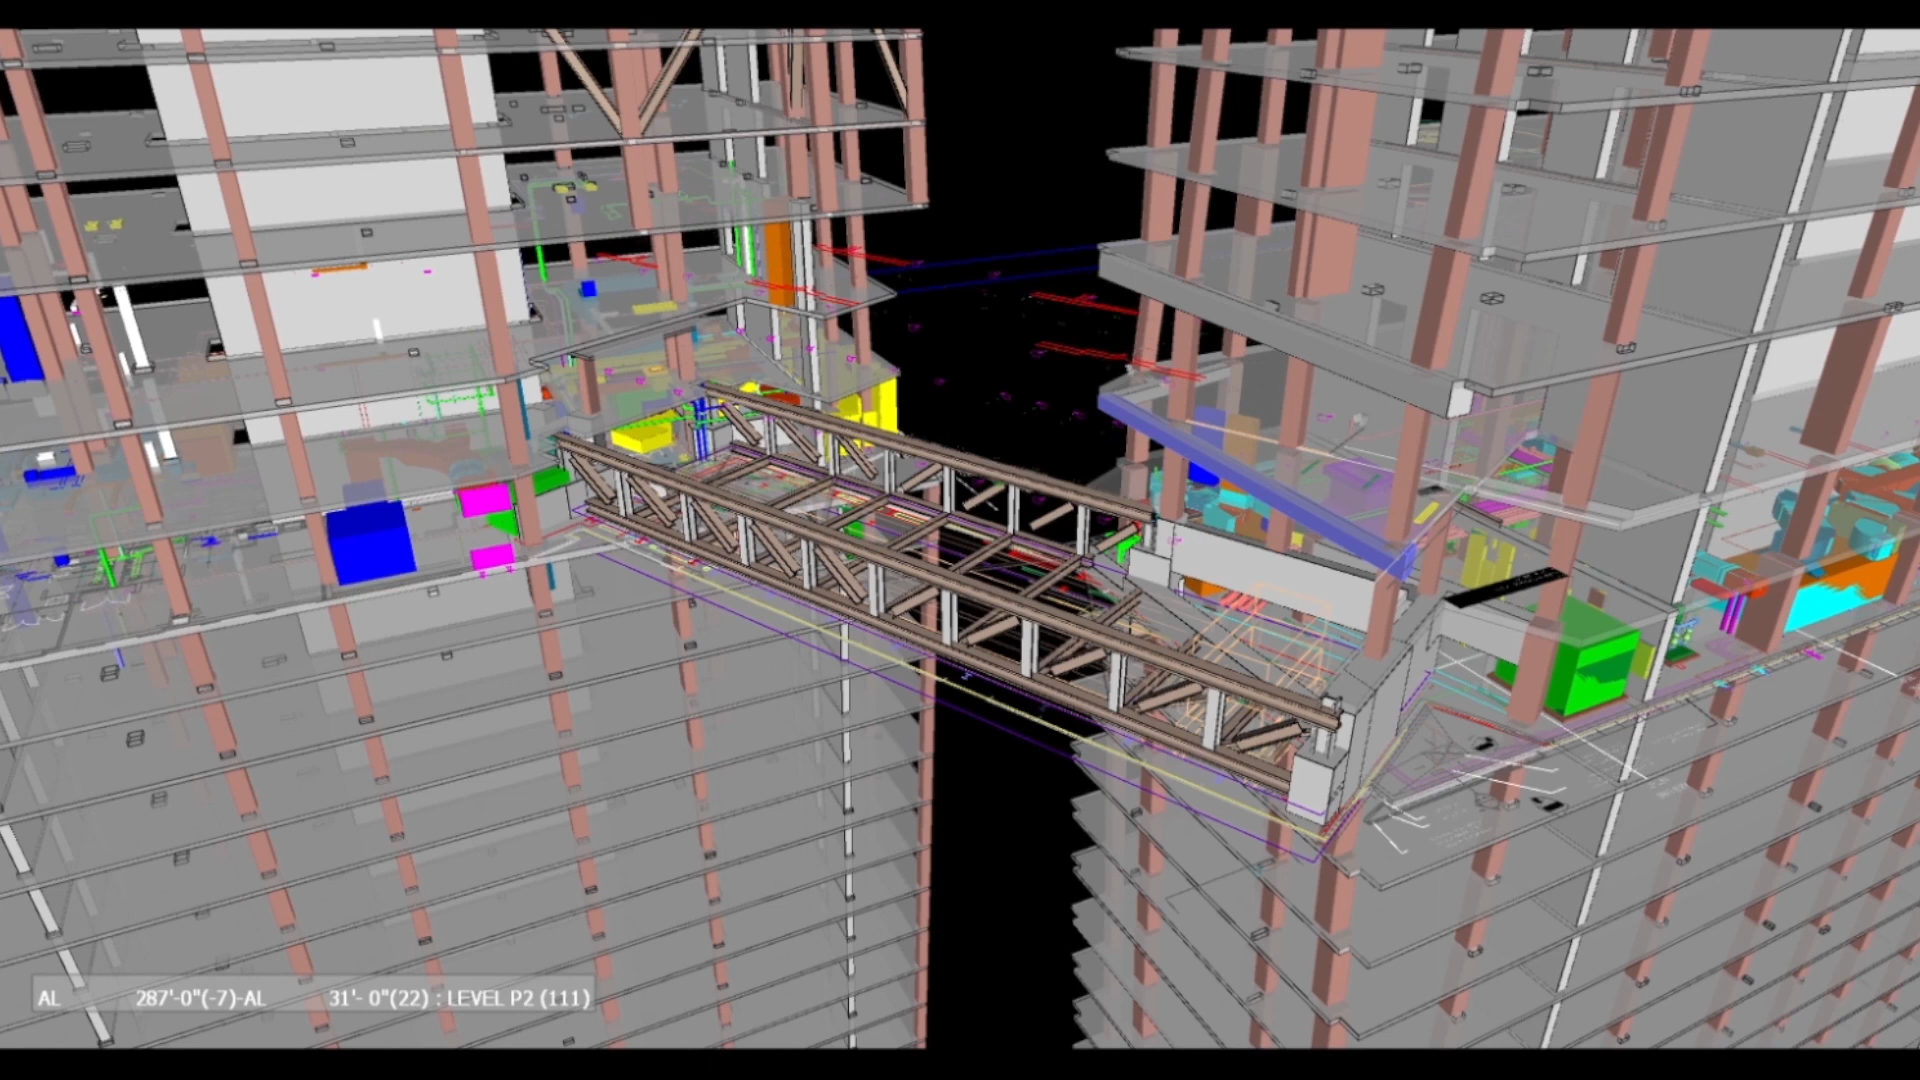 AL 287'-0"(-7)-AL 31'- 0"(22) : LEVEL P2 (111)